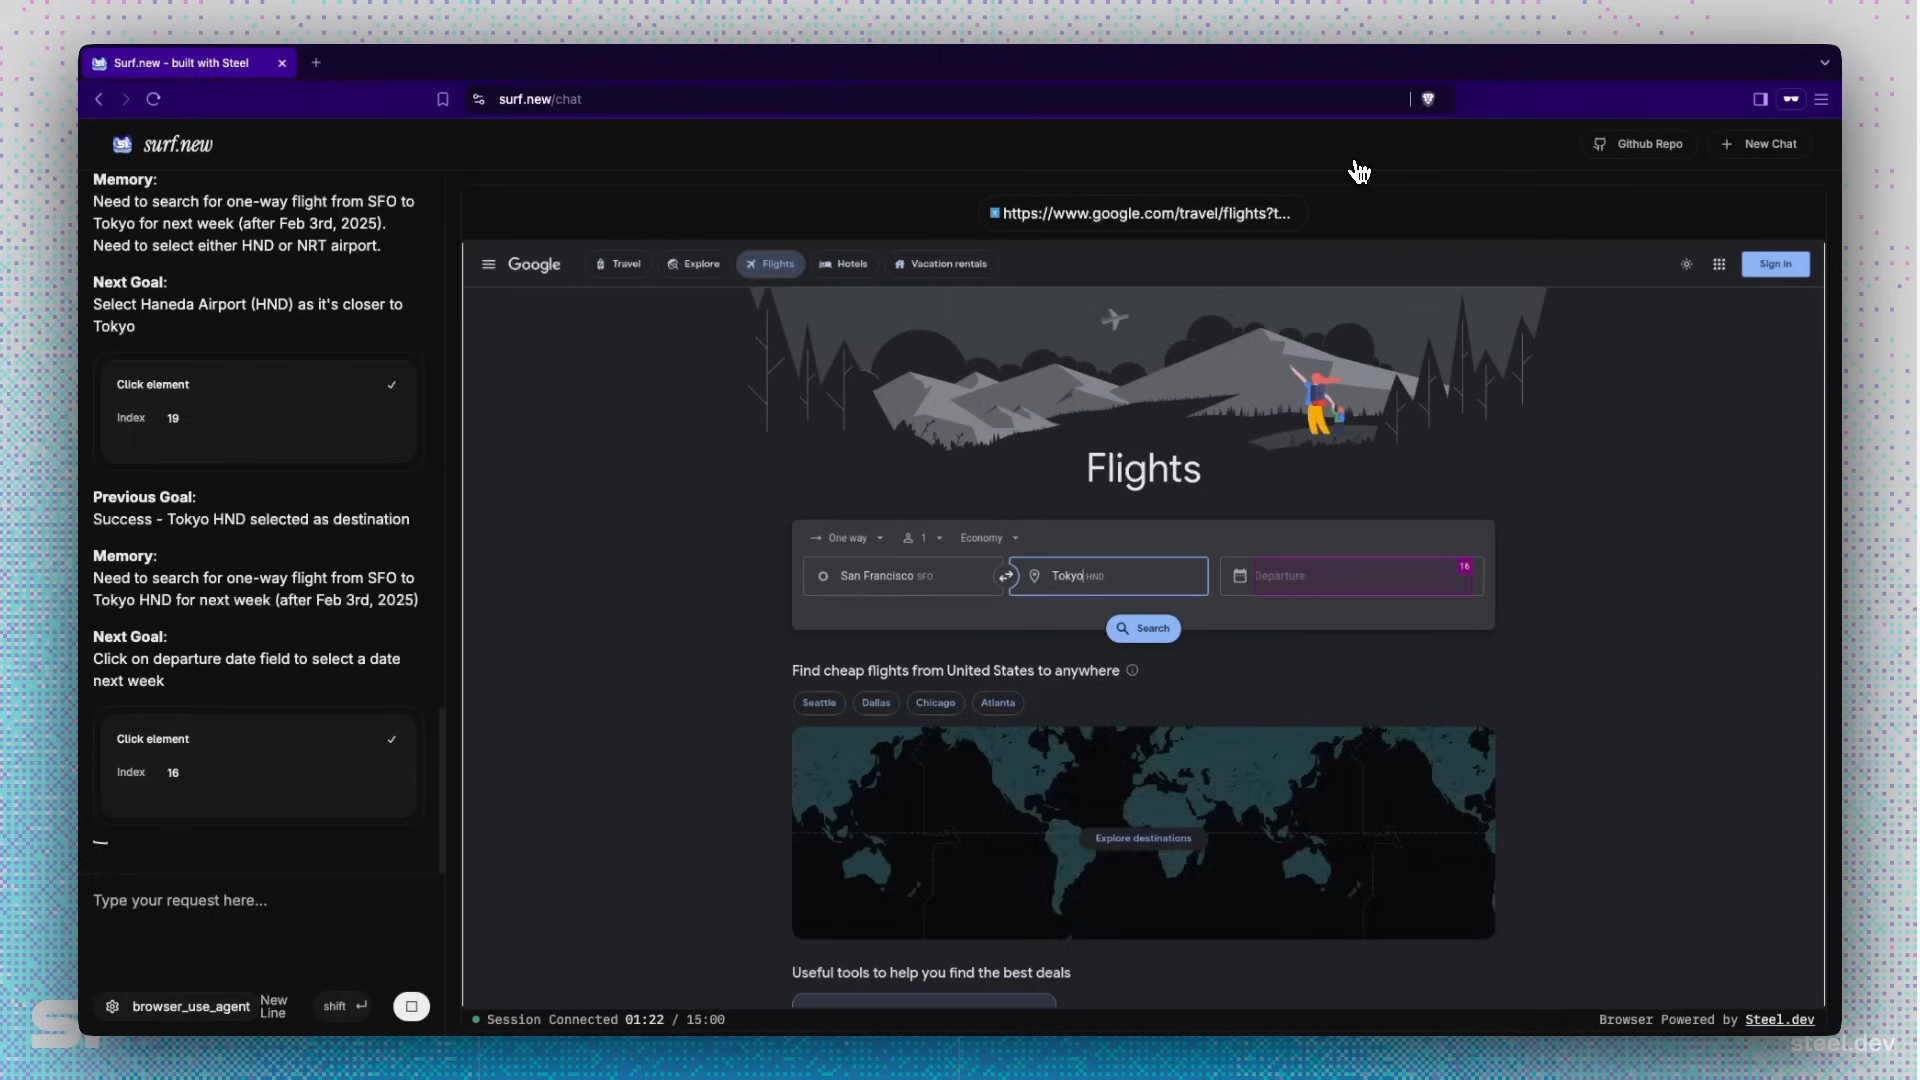 Surf.new - built with Steel
surf.new/chat
surf.new
Github Repo
New Chat
Memory:
Need to search for one-way flight from SFO to
Tokyo for next week (after Feb 3rd, 2025).
Need to select either HND or NRT airport.
Next Goal:
Select Haneda Airport (HND) as it's closer to
Tokyo
Click element
Index 19
Previous Goal:
Success - Tokyo HND selected as destination
Memory:
Need to search for one-way flight from SFO to
Tokyo HND for next week (after Feb 3rd, 2025)
Next Goal:
Click on departure date field to select a date
next week
Click element
Index 16
Type your request here...
browser_use_agent
New
Line
shift
https://www.google.com/travel/flights?t...
Google
Travel
Explore
Flights
Hotels
Vacation rentals
Sign in
Flights
One way
1
Economy
San Francisco SFO
Tokyo HND
Departure
16
Search
Find cheap flights from United States to anywhere
Seattle
Dallas
Chicago
Atlanta
Explore destinations
Useful tools to help you find the best deals
Session Connected 01:22 / 15:00
Browser Powered by Steel.dev
steel.dev